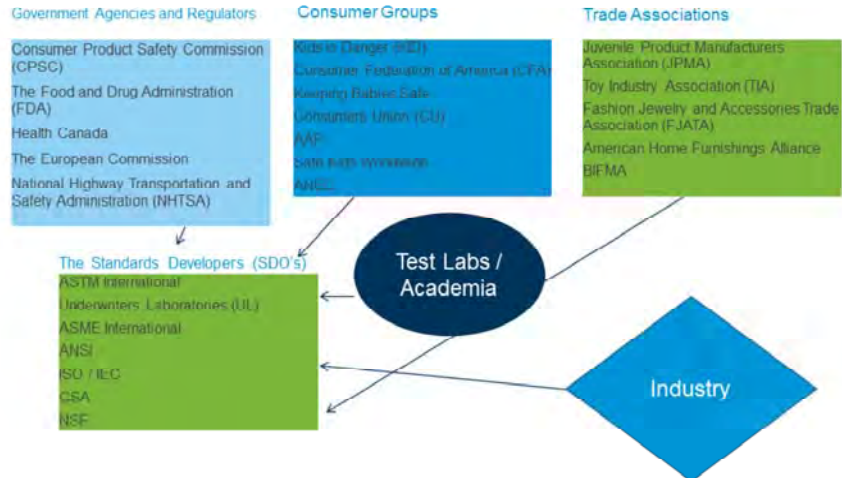 Government Agencies and Regulators
Consumer Product Safety Commission
(CPSC)
The Food and Drug Administration
(FDA)
Health Canada
The European Commission
National Highway Transportation and
Safety Administration (NHTSA)
Consumer Groups
Kids In Danger (KID)
Consumer Federation of America (CFA)
Keeping Babies Safe
Consumers Union (CU)
AAP
Safe Kids Worldwide
Trade Associations
Juvenile Product Manufacturers
Association (JPMA)
Toy Industry Association (TIA)
Fashion Jewelry and Accessories Trade
Association (FJATA)
American Home Furnishings Alliance
BIFMA
The Standards Developers (SDO's)
ASTM International
Underwriters Laboratories (UL)
ASME International
ANSI
ISO / IEC
CSA
NSF
Test Labs /
Academia
Industry